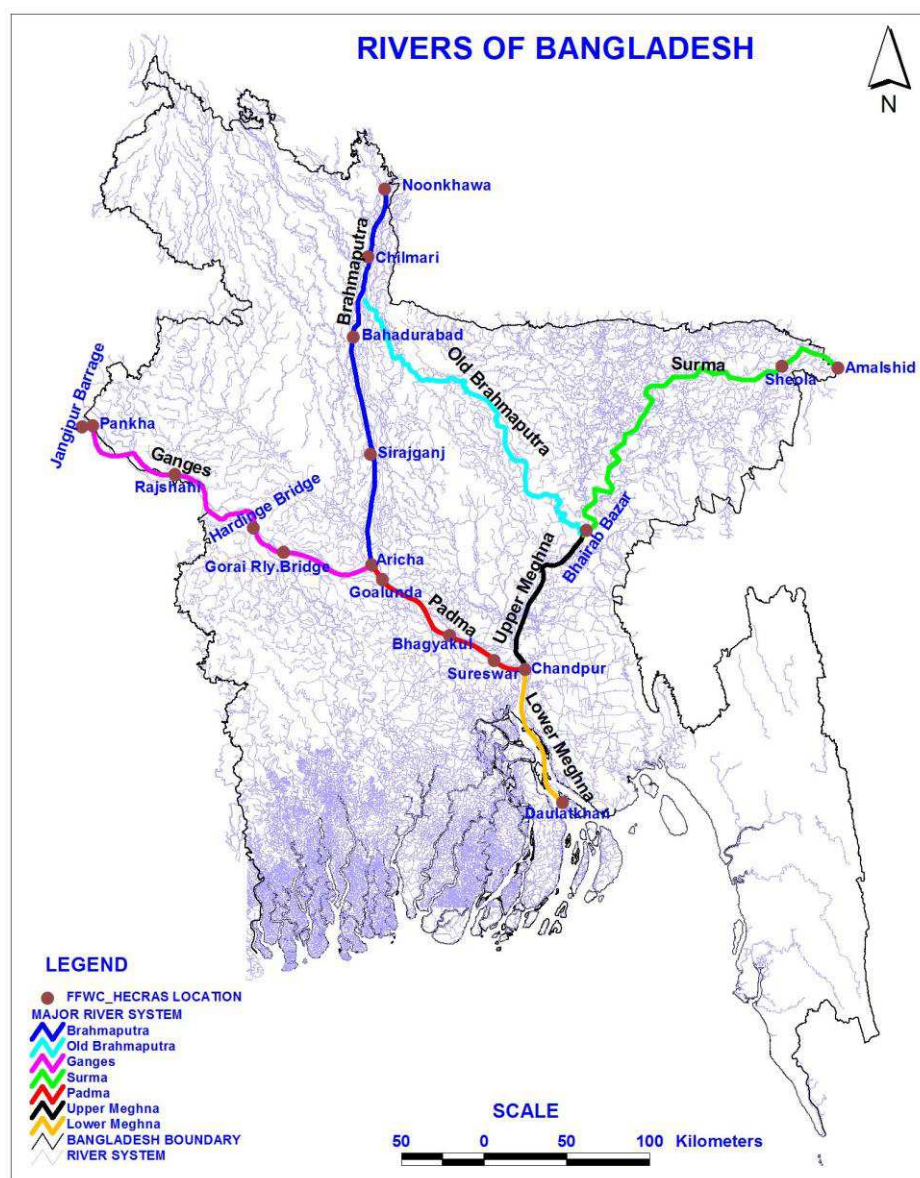 RIVERS OF BANGLADESH
N
Noonkhawa
Brahmaputra
Chilmari
Bahadurabad
Old Brahmaputra
Surma
Sheola
Amalshid
Jangipur Barrage
Pankha
Ganges
Rajshahi
Sirajganj
Hardinge Bridge
Gorai Rly.Bridge
Bhairab Bazar
Aricha
Goalunda
Upper Meghna
Padma
Bhagyakul
Sureswar
Chandpur
Lower Meghna
Daulatkhan
LEGEND
FFWC_HECRAS LOCATION
MAJOR RIVER SYSTEM
Brahmaputra
Old Brahmaputra
Ganges
Surma
Padma
Upper Meghna
Lower Meghna
BANGLADESH BOUNDARY
RIVER SYSTEM
SCALE
50 0 50 100 Kilometers